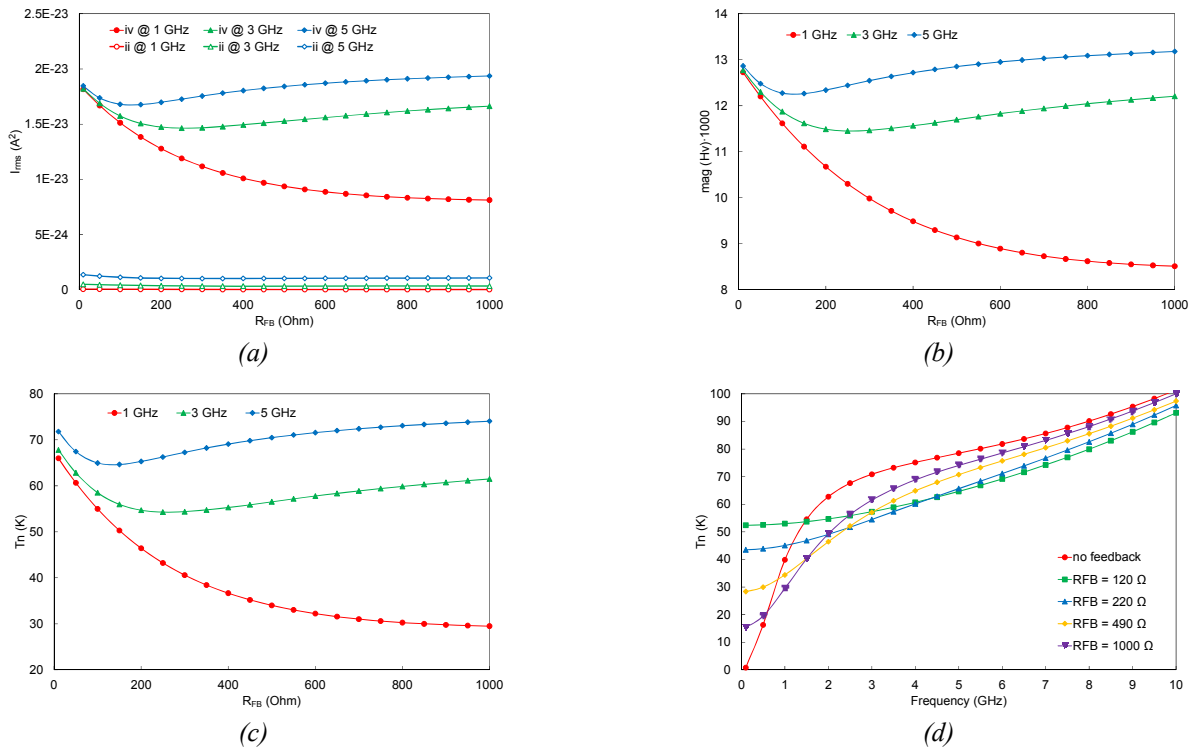 2.5E-23
iv @ 1 GHz iv @ 3 GHz iv @ 5 GHz
ii @ 1 GHz ii @ 3 GHz ii @ 5 GHz
2E-23
1.5E-23
1E-23
5E-24
0
I_rms (A²)
0 200 400 600 800 1000
R_FB (Ohm)
(a)
14
13
12
11
10
9
8
mag (Hv)·1000
1 GHz 3 GHz 5 GHz
0 200 400 600 800 1000
R_FB (Ohm)
(b)
80
70
60
50
40
30
20
Tn (K)
1 GHz 3 GHz 5 GHz
0 200 400 600 800 1000
R_FB (Ohm)
(c)
100
90
80
70
60
50
40
30
20
10
0
Tn (K)
no feedback
RFB = 120 Ω
RFB = 220 Ω
RFB = 490 Ω
RFB = 1000 Ω
0 1 2 3 4 5 6 7 8 9 10
Frequency (GHz)
(d)